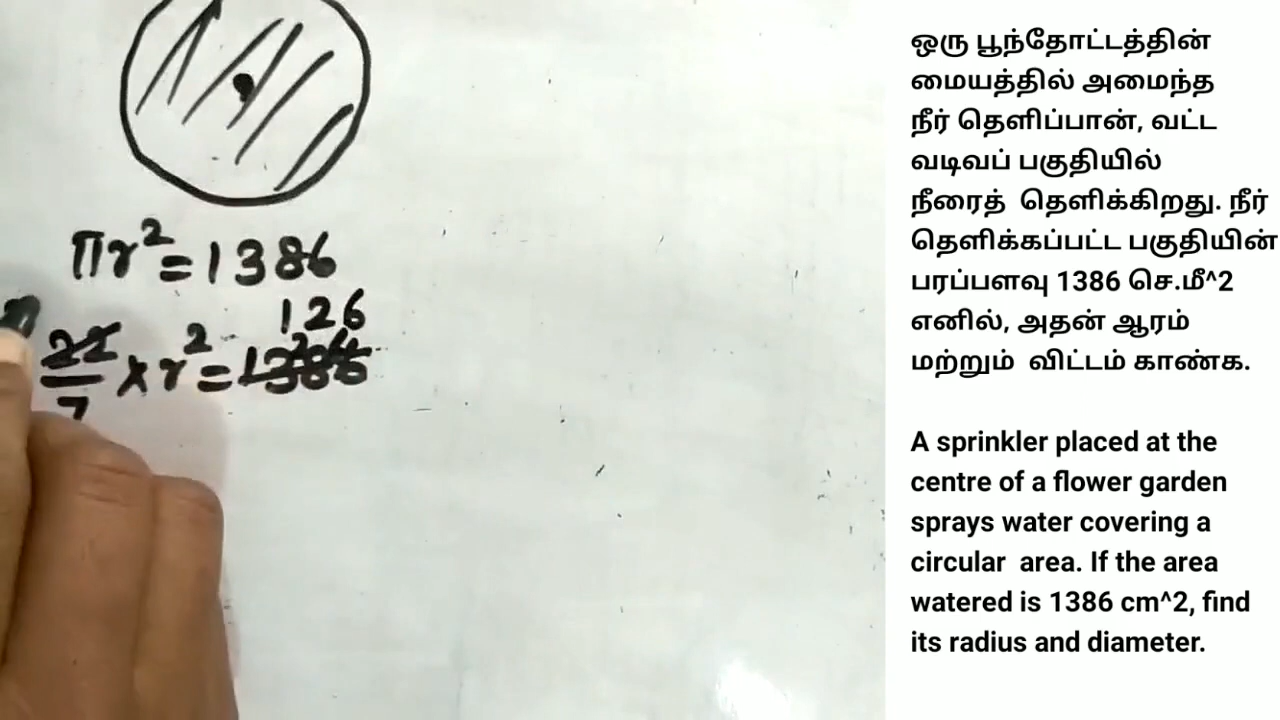 πr² = 1386
126
22/7 × r² = 1386
ஒரு பூந்தோட்டத்தின்
மையத்தில் அமைந்த
நீர் தெளிப்பான், வட்ட
வடிவப் பகுதியில்
நீரைத் தெளிக்கிறது. நீர்
தெளிக்கப்பட்ட பகுதியின்
பரப்பளவு 1386 செ.மீ^2
எனில், அதன் ஆரம்
மற்றும் விட்டம் காண்க.
A sprinkler placed at the
centre of a flower garden
sprays water covering a
circular area. If the area
watered is 1386 cm^2, find
its radius and diameter.